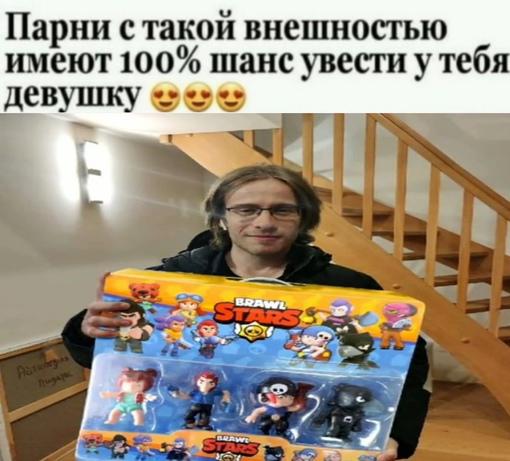 Парни с такой внешностью
имеют 100% шанс увести у тебя
девушку 😍😍😍
BRAWL
STARS
BRAWL
STARS